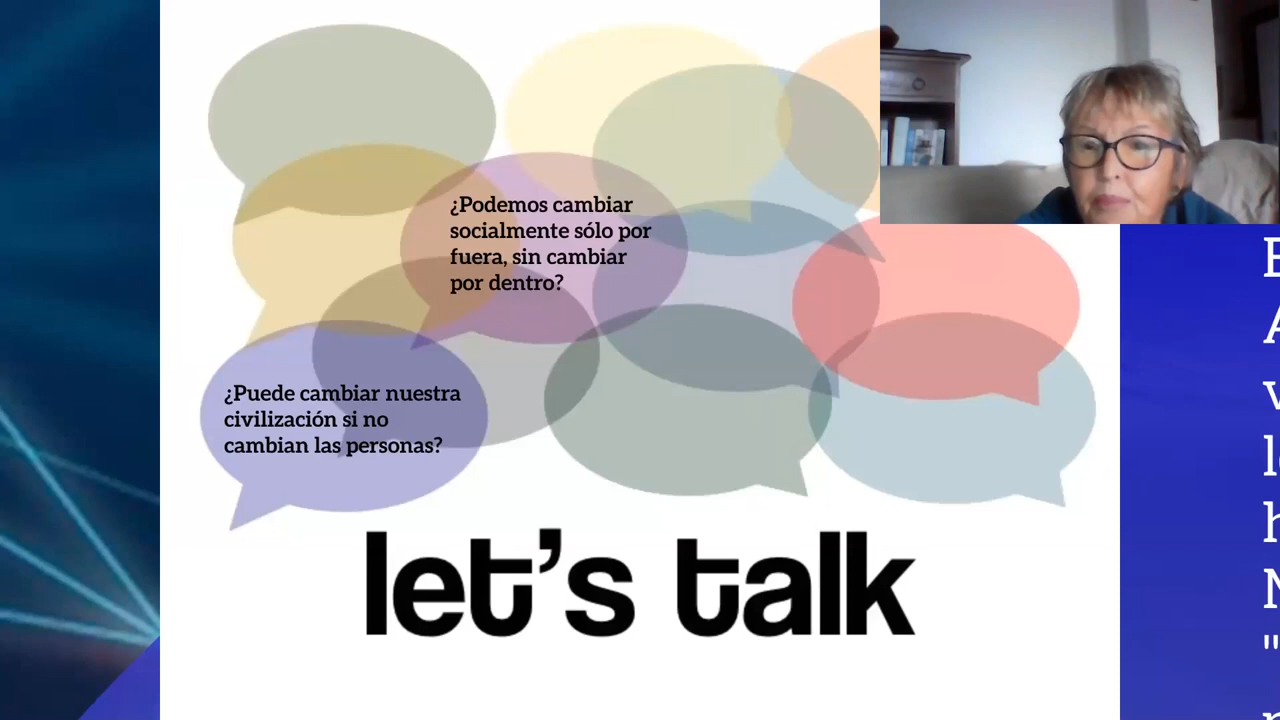 ¿Podemos cambiar
socialmente sólo por
fuera, sin cambiar
por dentro?
¿Puede cambiar nuestra
civilización si no
cambian las personas?
let's talk